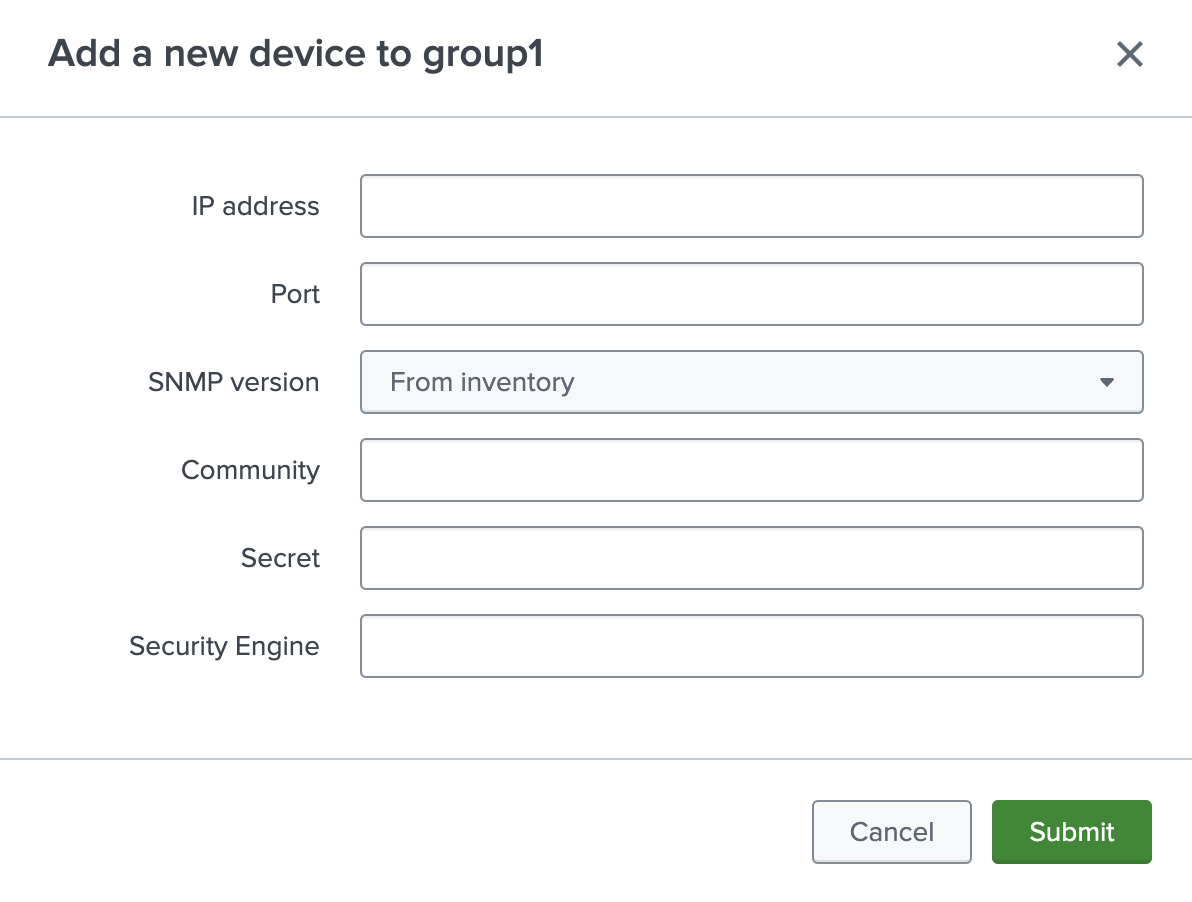 Add a new device to group1
IP address
Port
SNMP version
From inventory
Community
Secret
Security Engine
Cancel
Submit